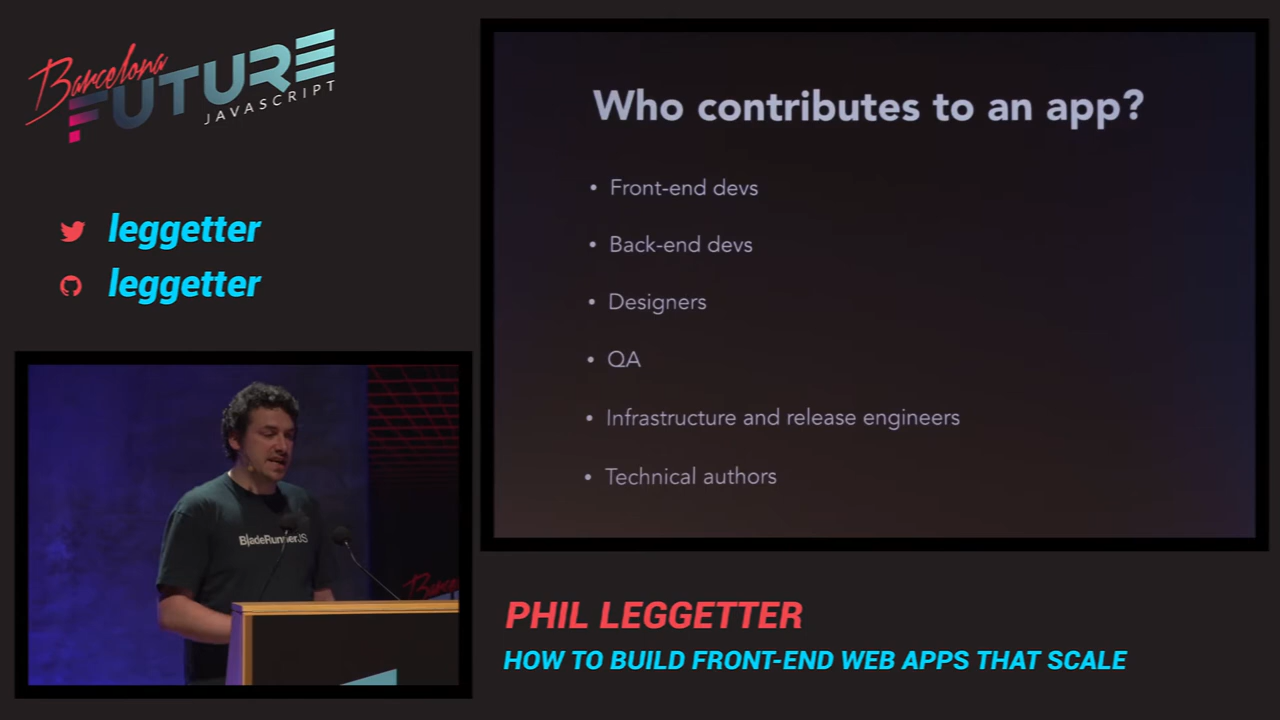 Barcelona
FUTURE
JAVASCRIPT
leggetter
leggetter
Who contributes to an app?
• Front-end devs
• Back-end devs
• Designers
• QA
• Infrastructure and release engineers
• Technical authors
BladeRunnerJS
Barcelona
PHIL LEGGETTER
HOW TO BUILD FRONT-END WEB APPS THAT SCALE